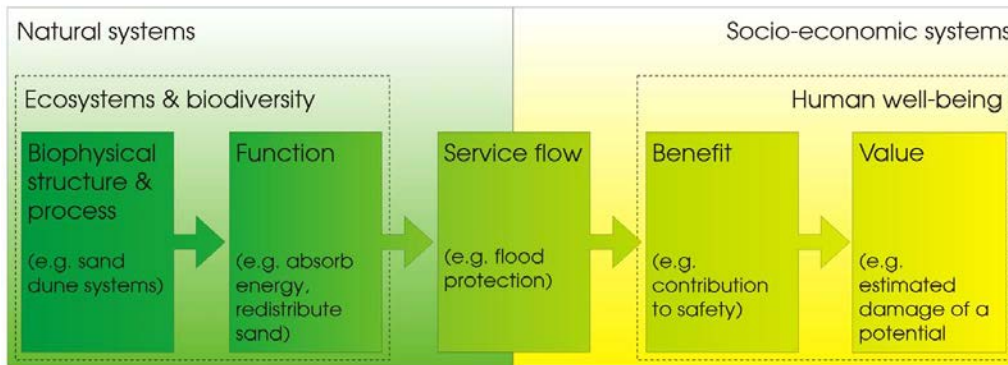 Natural systems
Socio-economic systems
Ecosystems & biodiversity
Human well-being
Biophysical
structure &
process
(e.g. sand
dune systems)
Function
(e.g. absorb
energy,
redistribute
sand)
Service flow
(e.g. flood
protection)
Benefit
(e.g.
contribution
to safety)
Value
(e.g.
estimated
damage of a
potential